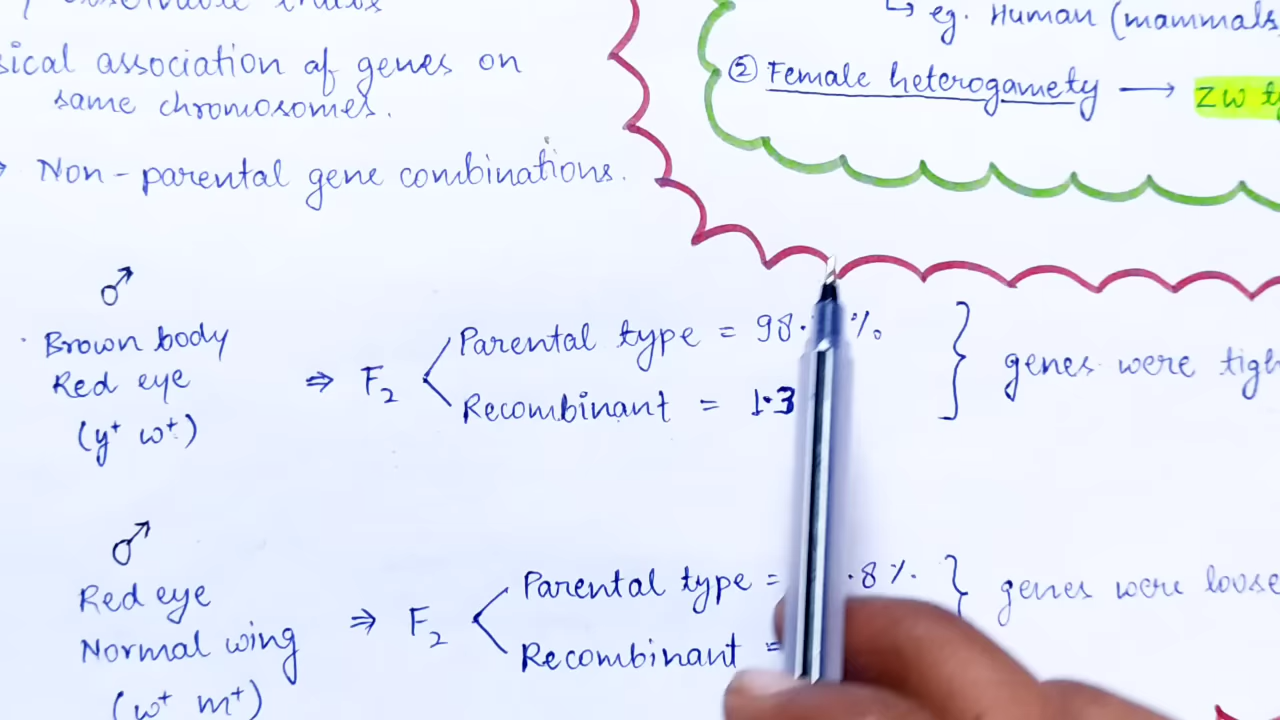 sical association of genes on
same chromosomes.
Non-parental gene combinations.
↳ eg. Human (mammals,
② Female heterogamety → ZW
♂
Brown body
Red eye
(y⁺ w⁺)
⇒ F₂
Parental type = 98. %
Recombinant = 1.3
genes were
♂
Red eye
Normal wing
(w⁺ m⁺)
⇒ F₂
Parental type = .8%.
Recombinant =
genes were